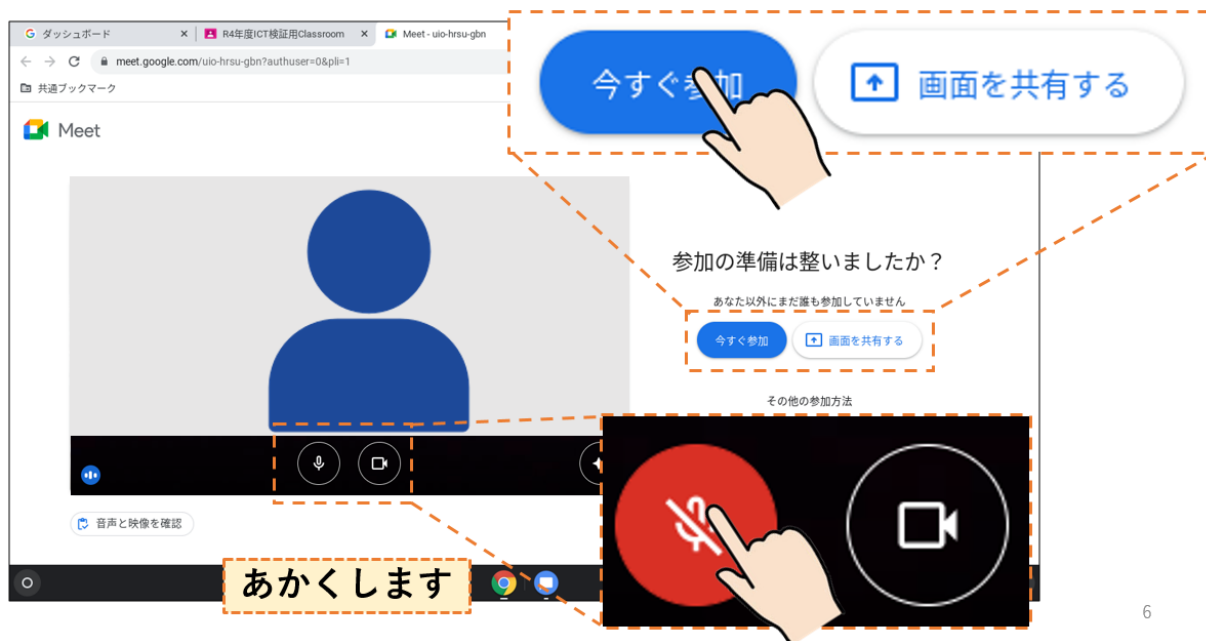 ダッシュボード
R4年度ICT検証用Classroom
Meet - uio-hrsu-gbn
meet.google.com/uio-hrsu-gbn?authuser=0&pli=1
共通ブックマーク
Meet
今すぐ参加
画面を共有する
参加の準備は整いましたか？
あなた以外にまだ誰も参加していません
今すぐ参加
画面を共有する
その他の参加方法
音声と映像を確認
あかくします
6